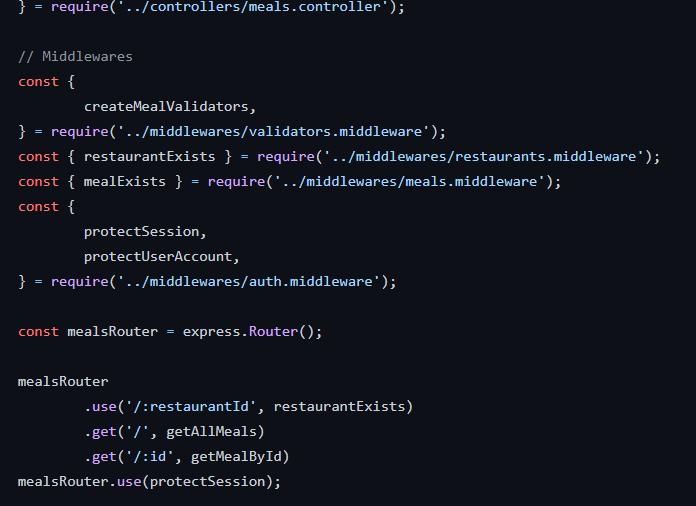 } = require('../controllers/meals.controller');
// Middlewares
const {
createMealValidators,
} = require('../middlewares/validators.middleware');
const { restaurantExists } = require('../middlewares/restaurants.middleware');
const { mealExists } = require('../middlewares/meals.middleware');
const {
protectSession,
protectUserAccount,
} = require('../middlewares/auth.middleware');
const mealsRouter = express.Router();
mealsRouter
.use('/:restaurantId', restaurantExists)
.get('/', getAllMeals)
.get('/:id', getMealById)
mealsRouter.use(protectSession);